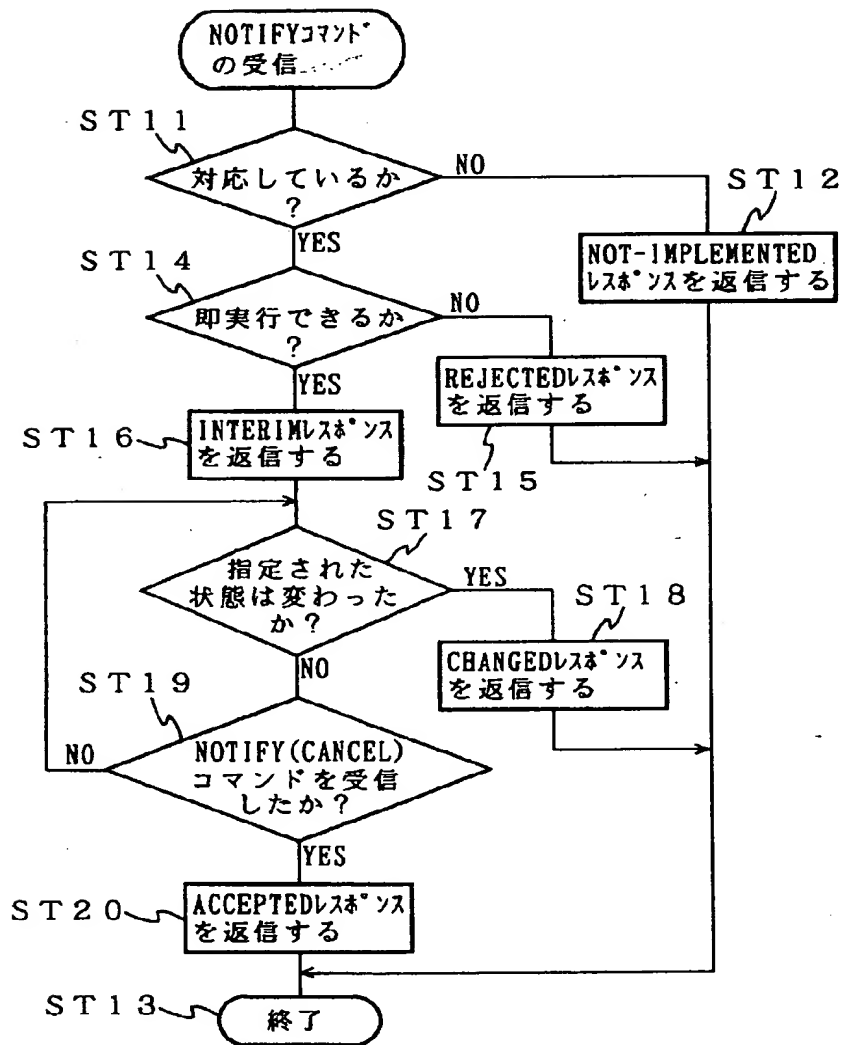 NOTIFYコマンド
の受信
ST11
対応しているか
?
NO
YES
ST12
NOT-IMPLEMENTED
レスポンスを返信する
ST14
即実行できるか
?
NO
YES
REJECTEDレスポンス
を返信する
ST15
ST16
INTERIMレスポンス
を返信する
ST17
指定された
状態は変わった
か?
YES
NO
ST18
CHANGEDレスポンス
を返信する
ST19
NOTIFY(CANCEL)
コマンドを受信
したか?
NO
YES
ST20
ACCEPTEDレスポンス
を返信する
ST13
終了